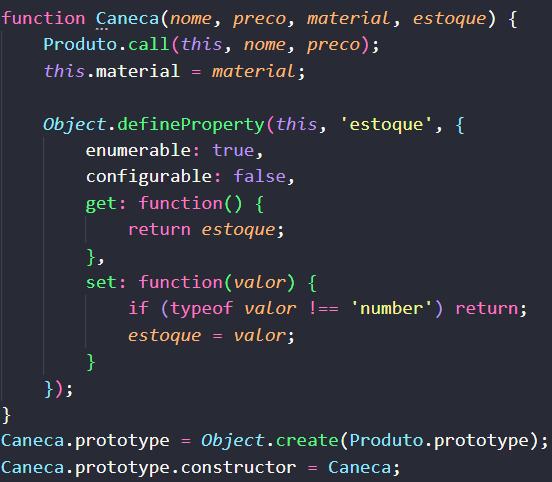 function Caneca(nome, preco, material, estoque) {
    Produto.call(this, nome, preco);
    this.material = material;

    Object.defineProperty(this, 'estoque', {
        enumerable: true,
        configurable: false,
        get: function() {
            return estoque;
        },
        set: function(valor) {
            if (typeof valor !== 'number') return;
            estoque = valor;
        }
    });
}
Caneca.prototype = Object.create(Produto.prototype);
Caneca.prototype.constructor = Caneca;